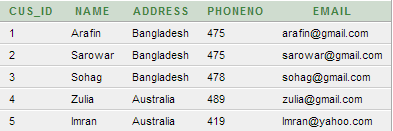 CUS_ID NAME ADDRESS PHONENO EMAIL
1 Arafin Bangladesh 475 arafin@gmail.com
2 Sarowar Bangladesh 475 sarowar@gmail.com
3 Sohag Bangladesh 478 sohag@gmail.com
4 Zulia Australia 489 zulia@gmail.com
5 Imran Australia 419 Imran@yahoo.com